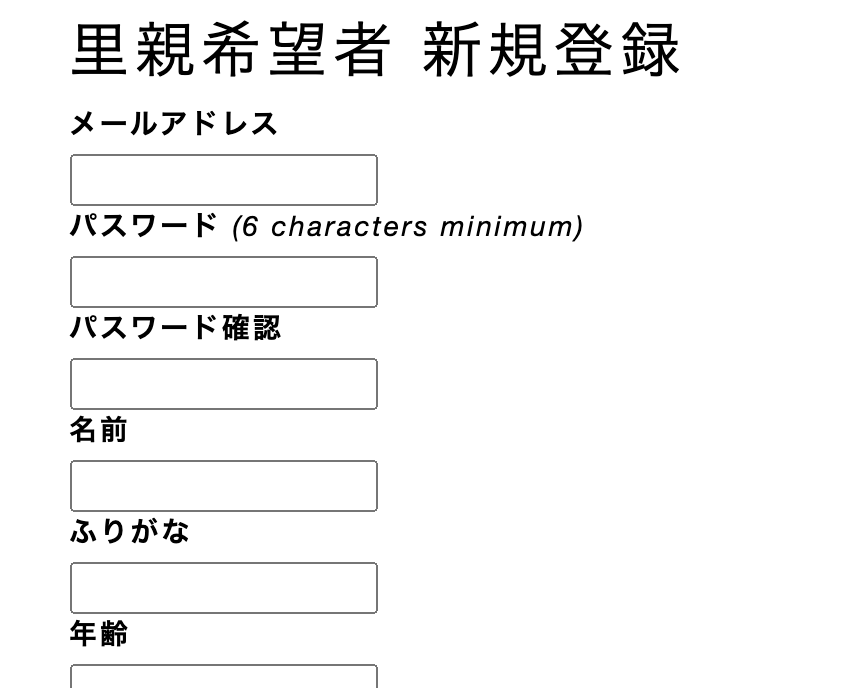 里親希望者 新規登録
メールアドレス
パスワード (6 characters minimum)
パスワード確認
名前
ふりがな
年齢